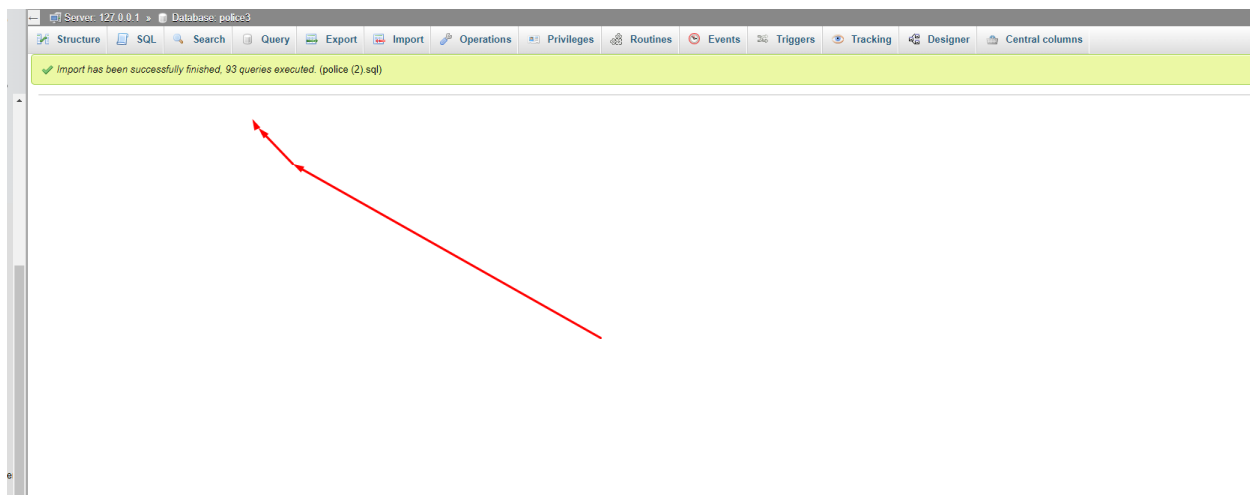 Server: 127.0.0.1 » Database: police3
Structure SQL Search Query Export Import Operations Privileges Routines Events Triggers Tracking Designer Central columns
Import has been successfully finished, 93 queries executed. (police (2).sql)